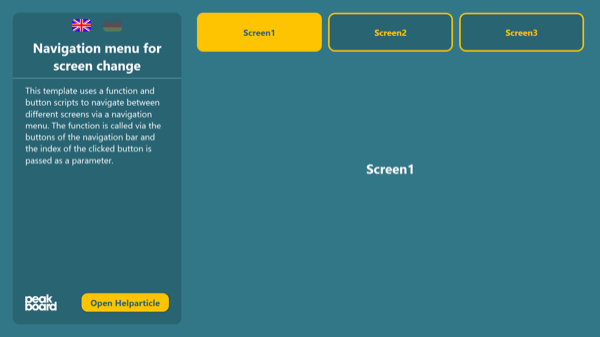 Navigation menu for
screen change
This template uses a function and
button scripts to navigate between
different screens via a navigation
menu. The function is called via the
buttons of the navigation bar and
the index of the clicked button is
passed as a parameter.
peak
board
Open Helparticle
Screen1
Screen2
Screen3
Screen1